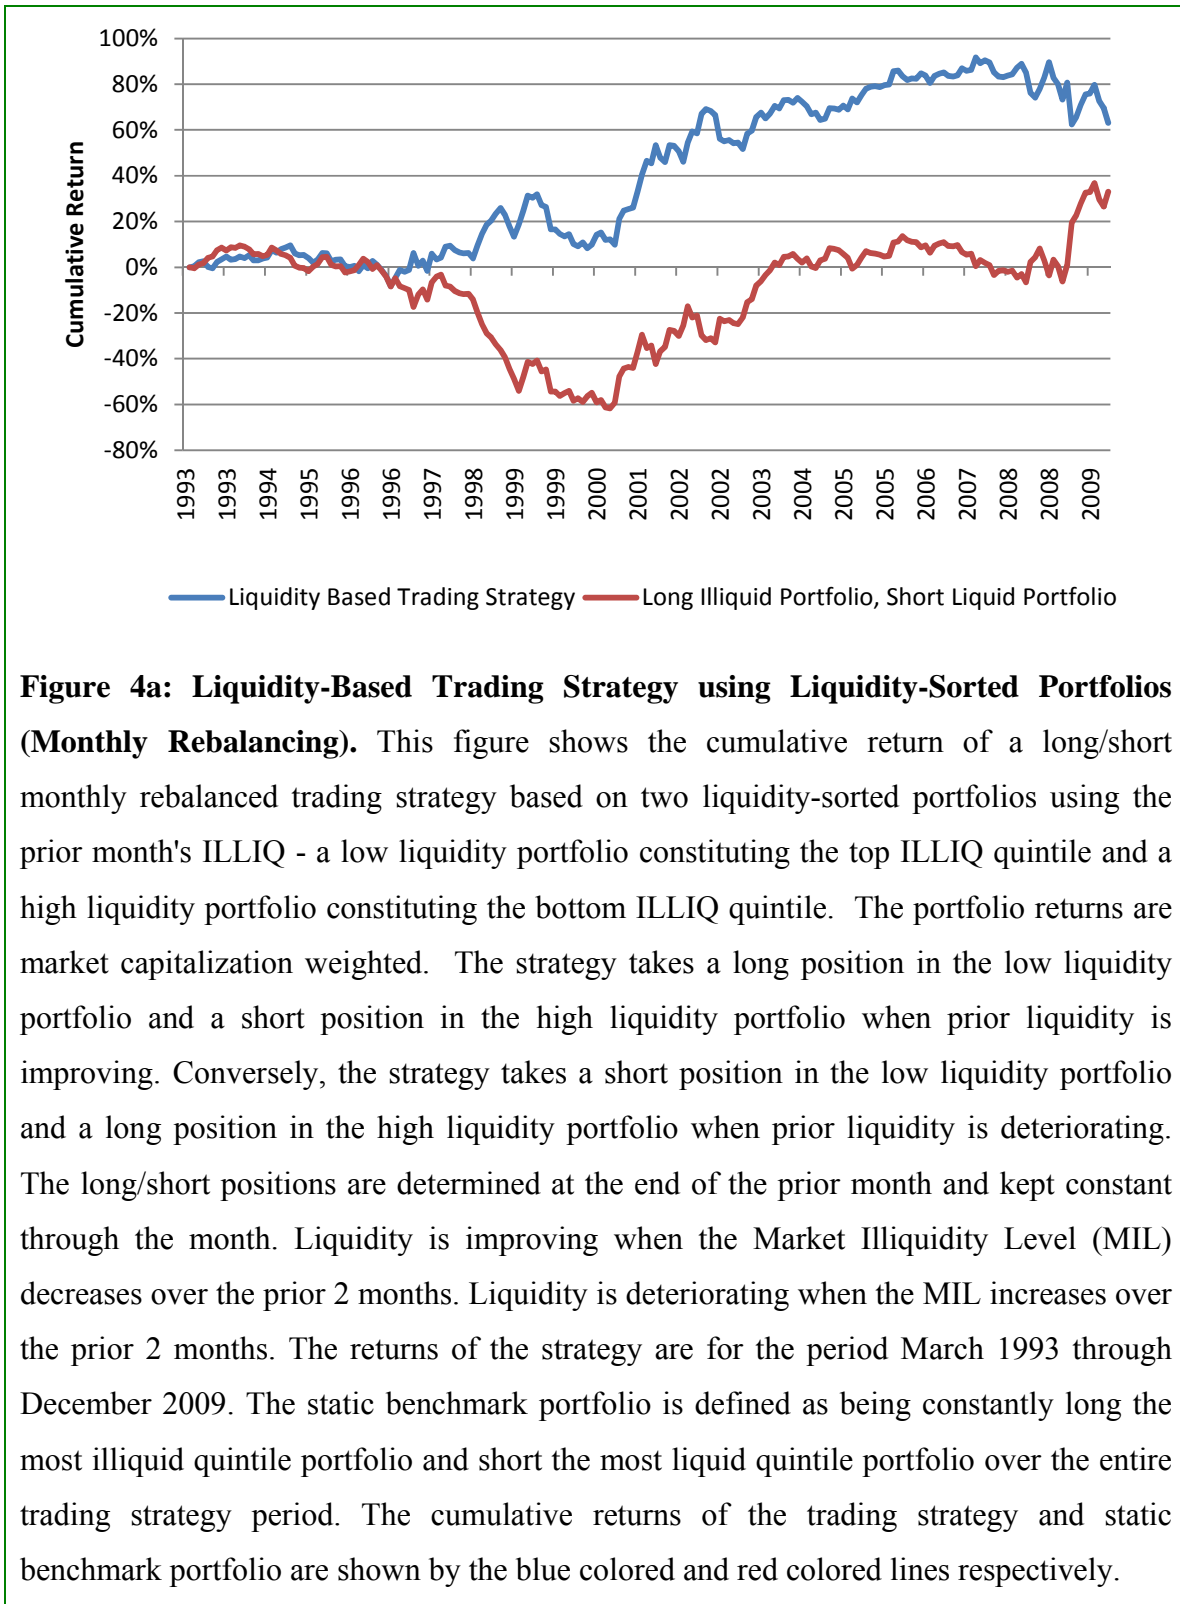 100%
80%
60%
40%
20%
0%
-20%
-40%
-60%
-80%
Cumulative Return
1993
1993
1994
1995
1996
1996
1997
1998
1999
1999
2000
2001
2002
2002
2003
2004
2005
2005
2006
2007
2008
2008
2009
Liquidity Based Trading Strategy
Long Illiquid Portfolio, Short Liquid Portfolio
Figure 4a: Liquidity-Based Trading Strategy using Liquidity-Sorted Portfolios
(Monthly Rebalancing). This figure shows the cumulative return of a long/short
monthly rebalanced trading strategy based on two liquidity-sorted portfolios using the
prior month's ILLIQ - a low liquidity portfolio constituting the top ILLIQ quintile and a
high liquidity portfolio constituting the bottom ILLIQ quintile. The portfolio returns are
market capitalization weighted. The strategy takes a long position in the low liquidity
portfolio and a short position in the high liquidity portfolio when prior liquidity is
improving. Conversely, the strategy takes a short position in the low liquidity portfolio
and a long position in the high liquidity portfolio when prior liquidity is deteriorating.
The long/short positions are determined at the end of the prior month and kept constant
through the month. Liquidity is improving when the Market Illiquidity Level (MIL)
decreases over the prior 2 months. Liquidity is deteriorating when the MIL increases over
the prior 2 months. The returns of the strategy are for the period March 1993 through
December 2009. The static benchmark portfolio is defined as being constantly long the
most illiquid quintile portfolio and short the most liquid quintile portfolio over the entire
trading strategy period. The cumulative returns of the trading strategy and static
benchmark portfolio are shown by the blue colored and red colored lines respectively.